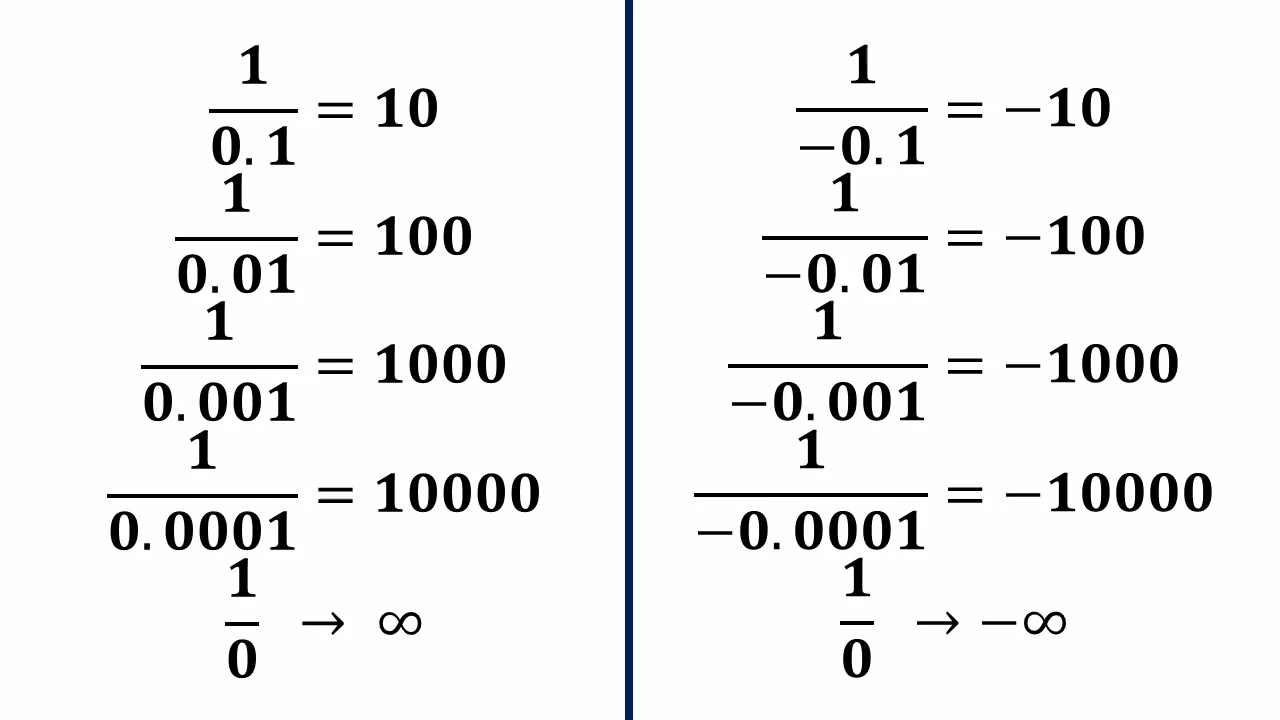 1/0.1 = 10
1/0.01 = 100
1/0.001 = 1000
1/0.0001 = 10000
1/0 → ∞
1/−0.1 = −10
1/−0.01 = −100
1/−0.001 = −1000
1/−0.0001 = −10000
1/0 → −∞